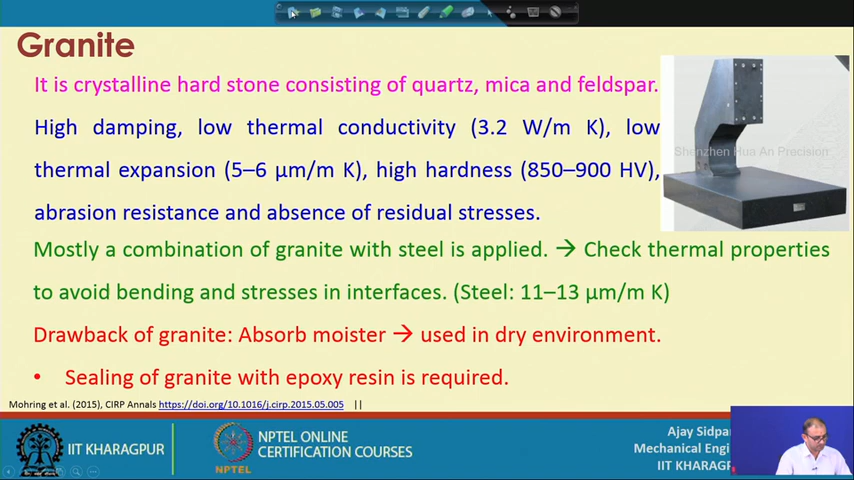 Granite
It is crystalline hard stone consisting of quartz, mica and feldspar.
High damping, low thermal conductivity (3.2 W/m K), low
thermal expansion (5–6 µm/m K), high hardness (850–900 HV),
abrasion resistance and absence of residual stresses.
Shenzhen Hua An Precision
Mostly a combination of granite with steel is applied. → Check thermal properties
to avoid bending and stresses in interfaces. (Steel: 11–13 µm/m K)
Drawback of granite: Absorb moister → used in dry environment.
• Sealing of granite with epoxy resin is required.
Mohring et al. (2015), CIRP Annals https://doi.org/10.1016/j.cirp.2015.05.005 ||
IIT KHARAGPUR
NPTEL
NPTEL ONLINE
CERTIFICATION COURSES
Ajay Sidpar
Mechanical Engi
IIT KHARAGP